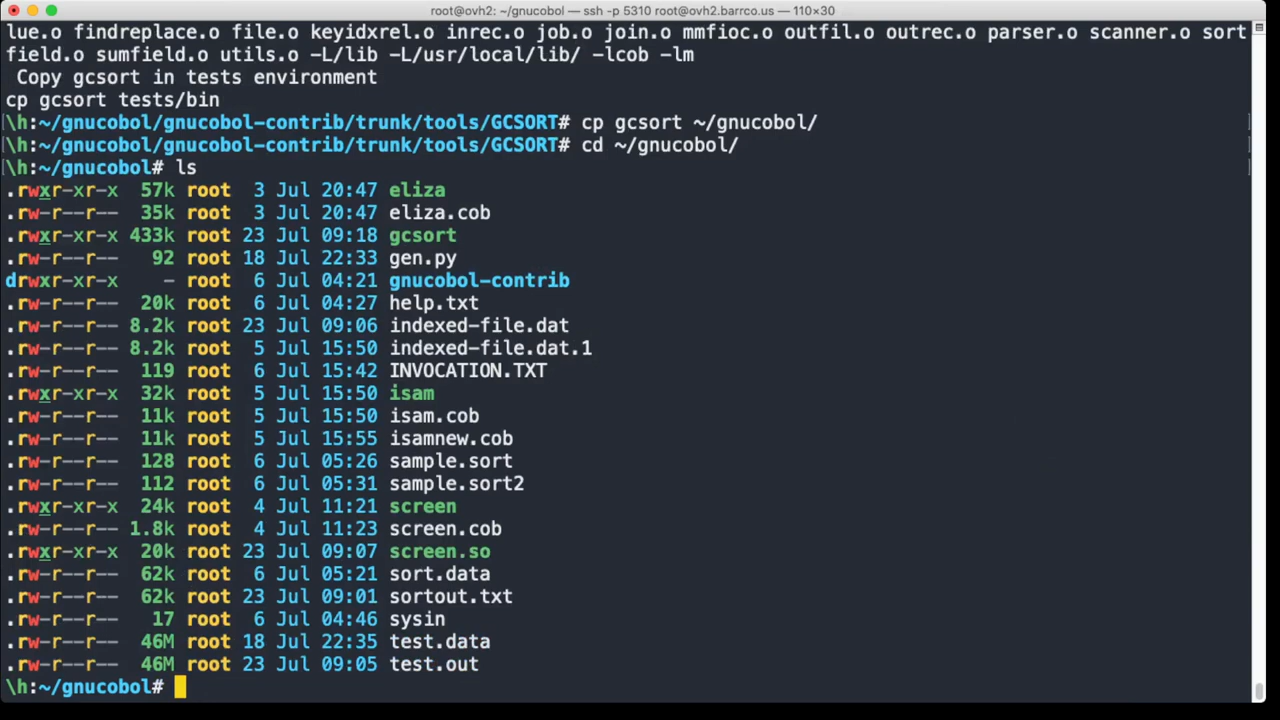 root@ovh2: ~/gnucobol — ssh -p 5310 root@ovh2.barrco.us — 110×30
lue.o findreplace.o file.o keyidxrel.o inrec.o job.o join.o mmfioc.o outfil.o outrec.o parser.o scanner.o sort
field.o sumfield.o utils.o -L/lib -L/usr/local/lib/ -lcob -lm
 Copy gcsort in tests environment
cp gcsort tests/bin
\h:~/gnucobol/gnucobol-contrib/trunk/tools/GCSORT# cp gcsort ~/gnucobol/
\h:~/gnucobol/gnucobol-contrib/trunk/tools/GCSORT# cd ~/gnucobol/
\h:~/gnucobol# ls
.rwxr-xr-x  57k root  3 Jul 20:47 eliza
.rw-r--r--  35k root  3 Jul 20:47 eliza.cob
.rwxr-xr-x 433k root 23 Jul 09:18 gcsort
.rw-r--r--   92 root 18 Jul 22:33 gen.py
drwxr-xr-x    - root  6 Jul 04:21 gnucobol-contrib
.rw-r--r--  20k root  6 Jul 04:27 help.txt
.rw-r--r-- 8.2k root 23 Jul 09:06 indexed-file.dat
.rw-r--r-- 8.2k root  5 Jul 15:50 indexed-file.dat.1
.rw-r--r--  119 root  6 Jul 15:42 INVOCATION.TXT
.rwxr-xr-x  32k root  5 Jul 15:50 isam
.rw-r--r--  11k root  5 Jul 15:50 isam.cob
.rw-r--r--  11k root  5 Jul 15:55 isamnew.cob
.rw-r--r--  128 root  6 Jul 05:26 sample.sort
.rw-r--r--  112 root  6 Jul 05:31 sample.sort2
.rwxr-xr-x  24k root  4 Jul 11:21 screen
.rw-r--r-- 1.8k root  4 Jul 11:23 screen.cob
.rwxr-xr-x  20k root 23 Jul 09:07 screen.so
.rw-r--r--  62k root  6 Jul 05:21 sort.data
.rw-r--r--  62k root 23 Jul 09:01 sortout.txt
.rw-r--r--   17 root  6 Jul 04:46 sysin
.rw-r--r--  46M root 18 Jul 22:35 test.data
.rw-r--r--  46M root 23 Jul 09:05 test.out
\h:~/gnucobol#